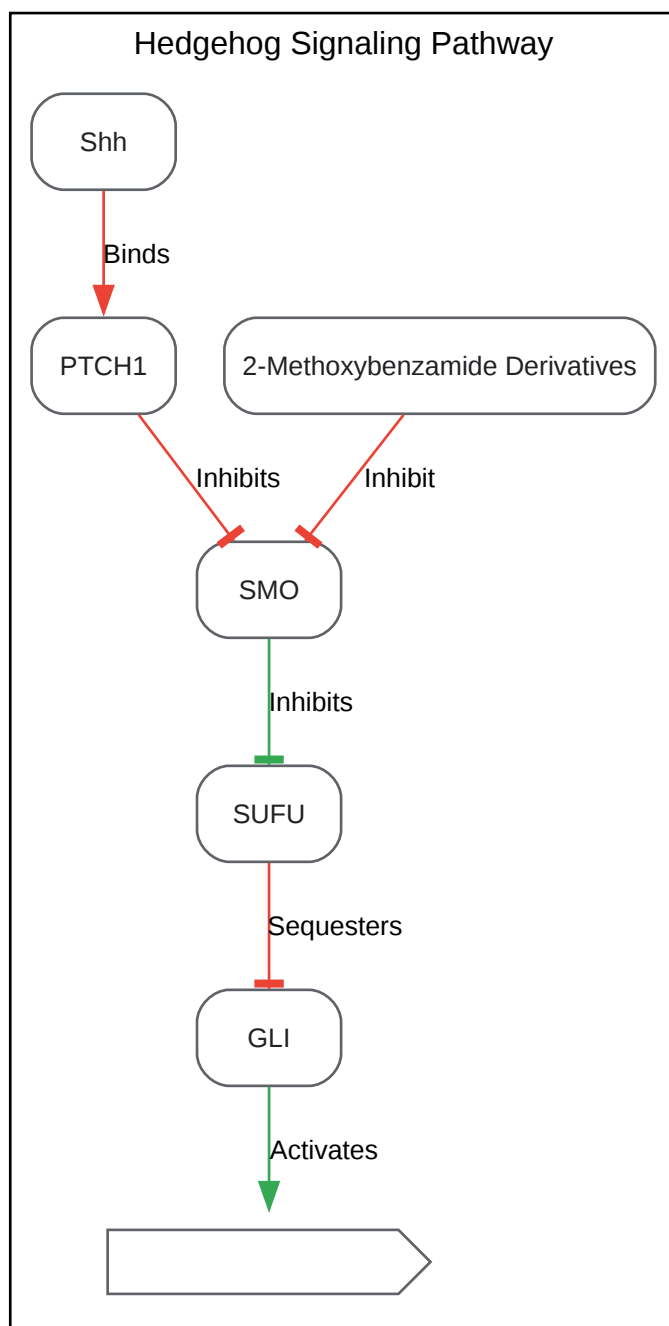 Hedgehog Signaling Pathway
Shh
Binds
PTCH1
2-Methoxybenzamide Derivatives
Inhibits
Inhibit
SMO
Inhibits
SUFU
Sequesters
GLI
Activates